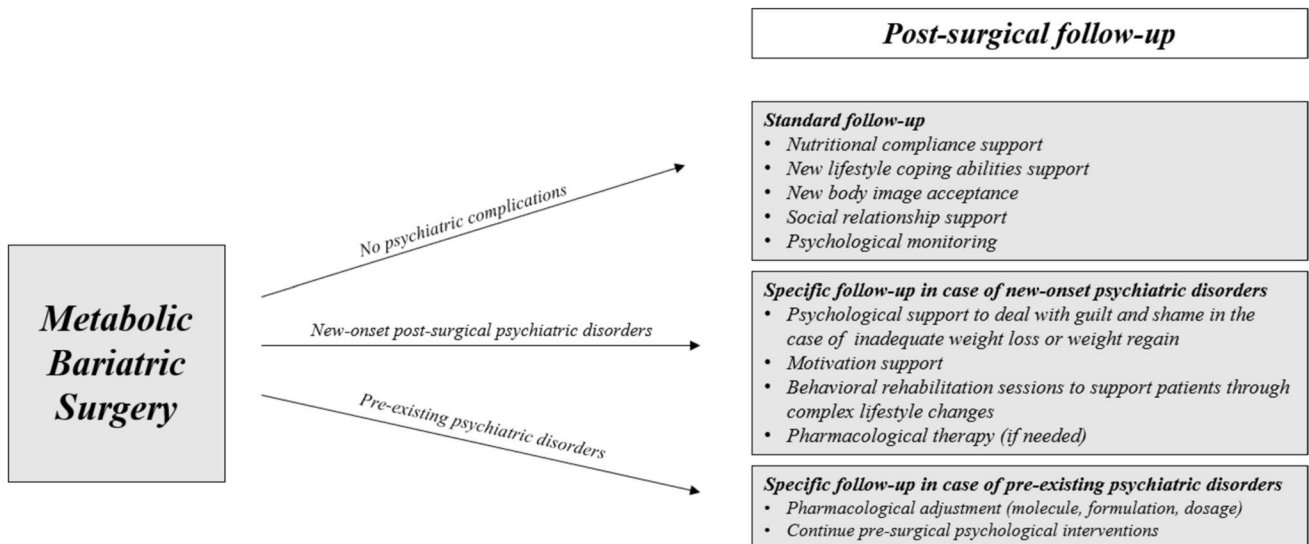 Post-surgical follow-up
Standard follow-up
• Nutritional compliance support
• New lifestyle coping abilities support
• New body image acceptance
• Social relationship support
• Psychological monitoring
No psychiatric complications
Metabolic
Bariatric
Surgery
New-onset post-surgical psychiatric disorders
Specific follow-up in case of new-onset psychiatric disorders
• Psychological support to deal with guilt and shame in the
case of inadequate weight loss or weight regain
• Motivation support
• Behavioral rehabilitation sessions to support patients through
complex lifestyle changes
• Pharmacological therapy (if needed)
Pre-existing psychiatric disorders
Specific follow-up in case of pre-existing psychiatric disorders
• Pharmacological adjustment (molecule, formulation, dosage)
• Continue pre-surgical psychological interventions